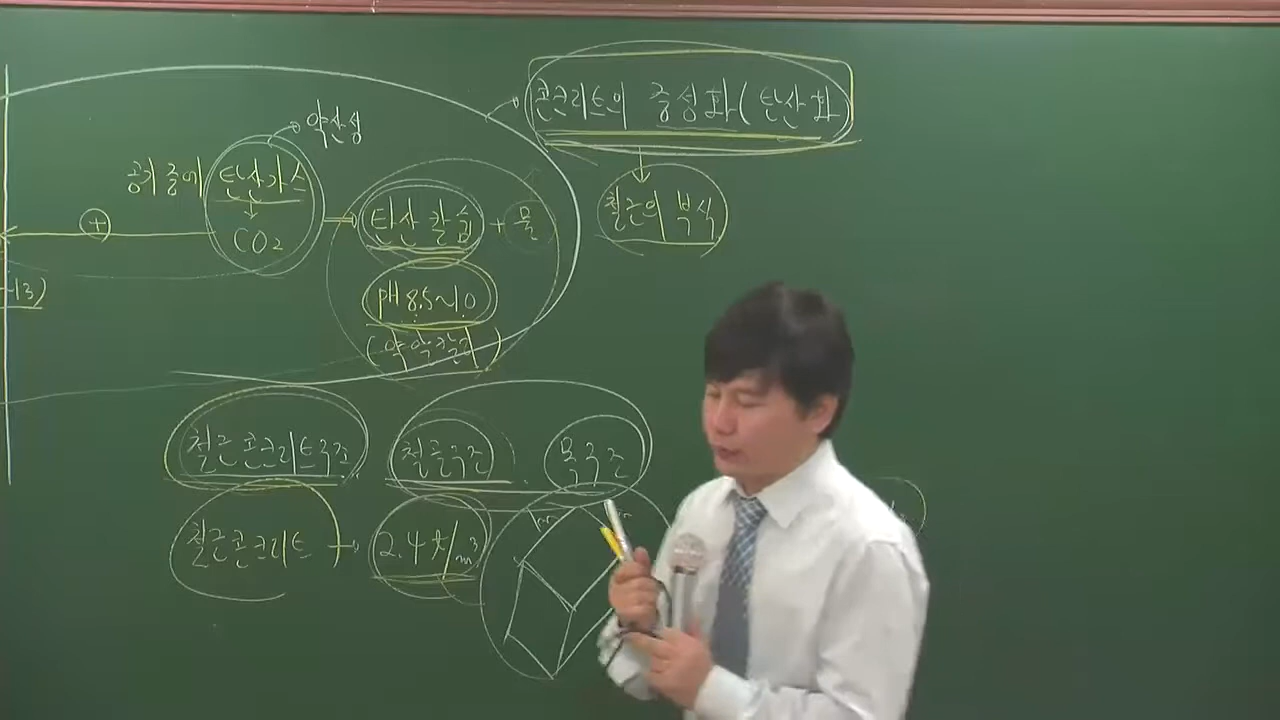 콘크리트의 중성화(탄산화
약산성
공기 중에 탄산가스
↓
CO₂
+
탄산칼슘 + 물
철근의 부식
~13)
pH 8.5~10
(약알칼리)
철근콘크리트구조
철골구조 . 목구조
철근콘크리트 → 2.4 t/m³
1m